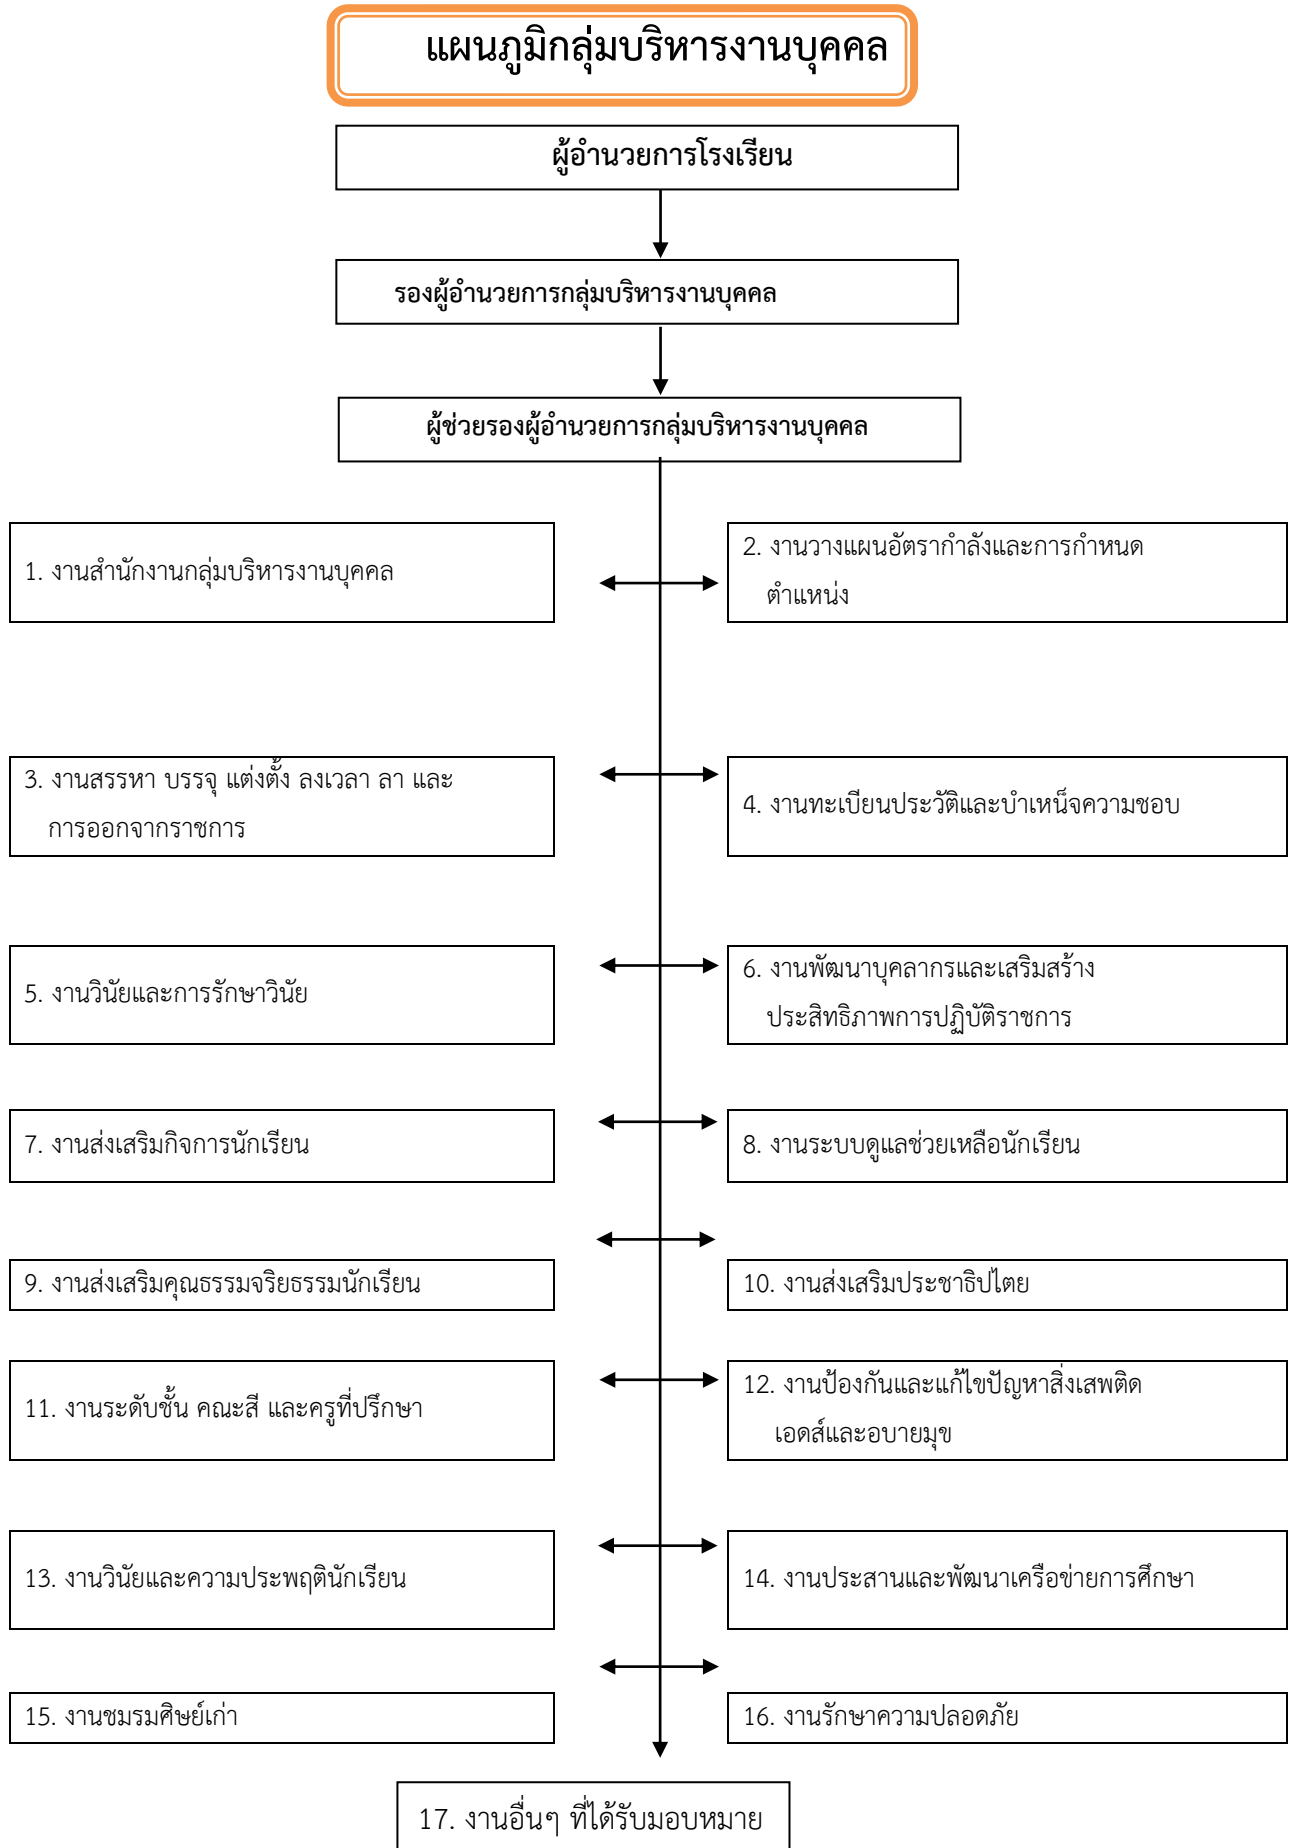 แผนภูมิกลุ่มบริหารงานบุคคล
ผู้อำนวยการโรงเรียน
รองผู้อำนวยการกลุ่มบริหารงานบุคคล
ผู้ช่วยรองผู้อำนวยการกลุ่มบริหารงานบุคคล
1. งานสำนักงานกลุ่มบริหารงานบุคคล
2. งานวางแผนอัตรากำลังและการกำหนด
ตำแหน่ง
3. งานสรรหา บรรจุ แต่งตั้ง ลงเวลา ลา และ
การออกจากราชการ
4. งานทะเบียนประวัติและบำเหน็จความชอบ
5. งานวินัยและการรักษาวินัย
6. งานพัฒนาบุคลากรและเสริมสร้าง
ประสิทธิภาพการปฏิบัติราชการ
7. งานส่งเสริมกิจการนักเรียน
8. งานระบบดูแลช่วยเหลือนักเรียน
9. งานส่งเสริมคุณธรรมจริยธรรมนักเรียน
10. งานส่งเสริมประชาธิปไตย
11. งานระดับชั้น คณะสี และครูที่ปรึกษา
12. งานป้องกันและแก้ไขปัญหาสิ่งเสพติด
เอดส์และอบายมุข
13. งานวินัยและความประพฤตินักเรียน
14. งานประสานและพัฒนาเครือข่ายการศึกษา
15. งานชมรมศิษย์เก่า
16. งานรักษาความปลอดภัย
17. งานอื่นๆ ที่ได้รับมอบหมาย